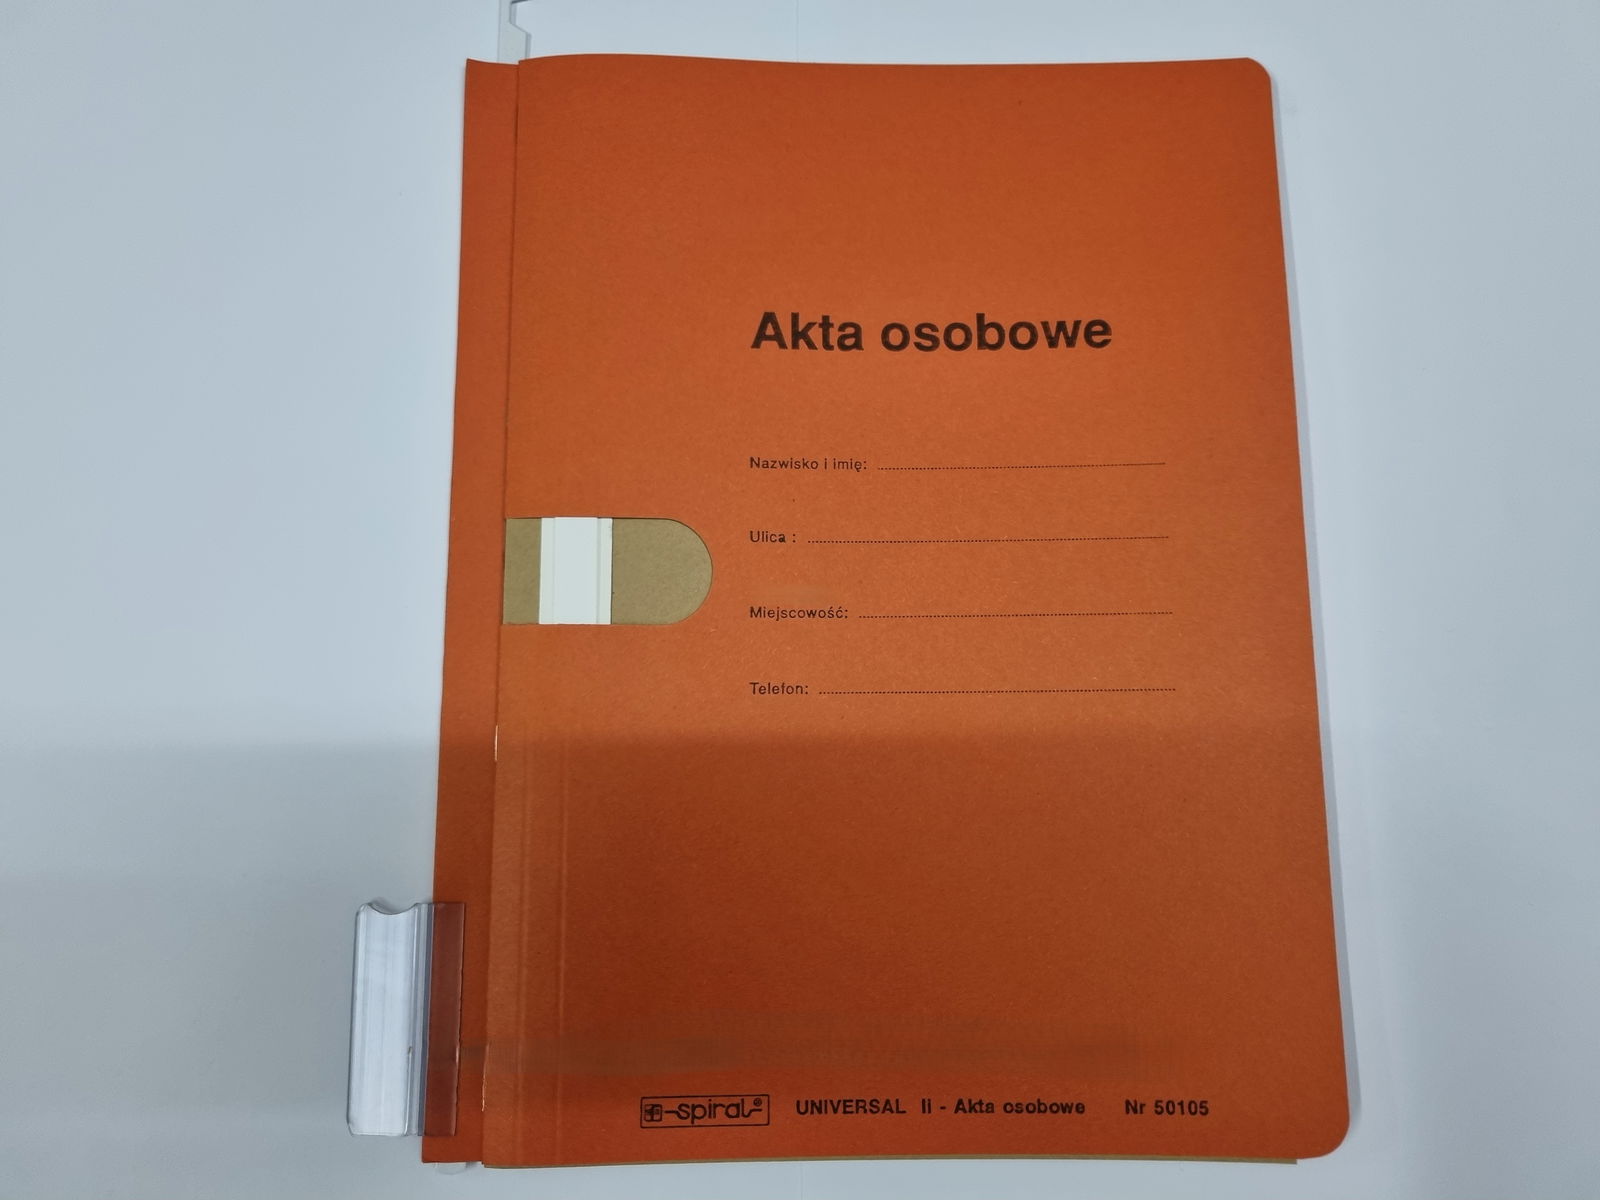 Akta osobowe
Nazwisko i imię:
Ulica :
Miejscowość:
Telefon:
spiral® UNIVERSAL Ii - Akta osobowe Nr 50105